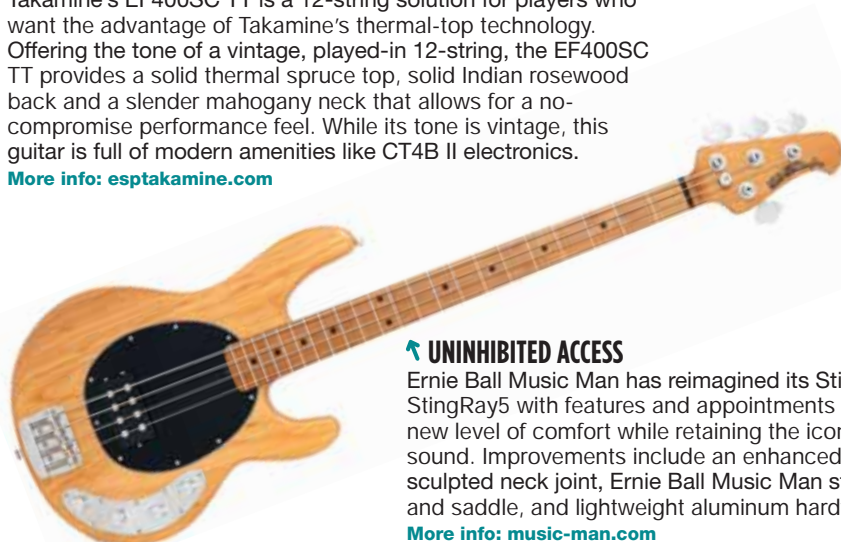 Takamine's EF400SC TT is a 12-string solution for players who
want the advantage of Takamine's thermal-top technology.
Offering the tone of a vintage, played-in 12-string, the EF400SC
TT provides a solid thermal spruce top, solid Indian rosewood
back and a slender mahogany neck that allows for a no-
compromise performance feel. While its tone is vintage, this
guitar is full of modern amenities like CT4B II electronics.
More info: esptakamine.com
UNINHIBITED ACCESS
Ernie Ball Music Man has reimagined its
StingRay5 with features and appointments
new level of comfort while retaining the
sound. Improvements include an enhanced
sculpted neck joint, Ernie Ball Music Man
and saddle, and lightweight aluminum
More info: music-man.com